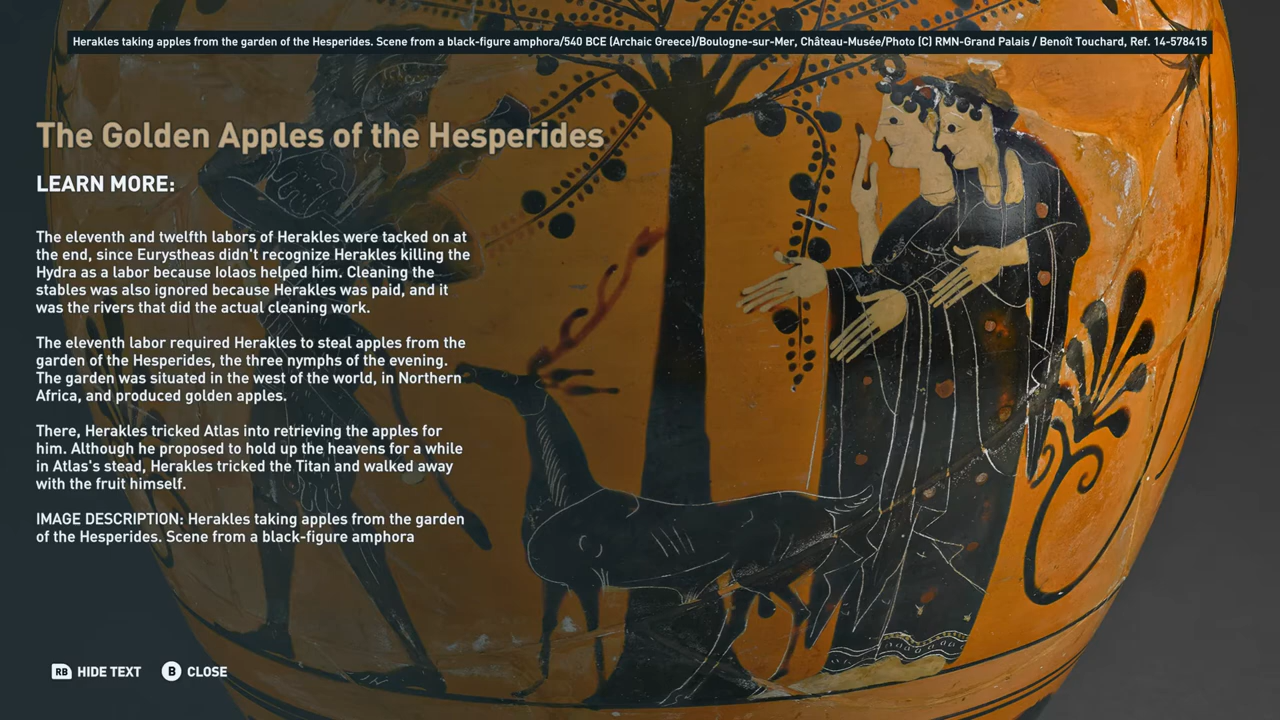 Herakles taking apples from the garden of the Hesperides. Scene from a black-figure amphora/540 BCE (Archaic Greece)/Boulogne-sur-Mer, Château-Musée/Photo (C) RMN-Grand Palais / Benoît Touchard, Ref. 14-578415
The Golden Apples of the Hesperides
LEARN MORE:
The eleventh and twelfth labors of Herakles were tacked on at
the end, since Eurystheas didn't recognize Herakles killing the
Hydra as a labor because Iolaos helped him. Cleaning the
stables was also ignored because Herakles was paid, and it
was the rivers that did the actual cleaning work.
The eleventh labor required Herakles to steal apples from the
garden of the Hesperides, the three nymphs of the evening.
The garden was situated in the west of the world, in Northern
Africa, and produced golden apples.
There, Herakles tricked Atlas into retrieving the apples for
him. Although he proposed to hold up the heavens for a while
in Atlas's stead, Herakles tricked the Titan and walked away
with the fruit himself.
IMAGE DESCRIPTION: Herakles taking apples from the garden
of the Hesperides. Scene from a black-figure amphora
RB HIDE TEXT B CLOSE